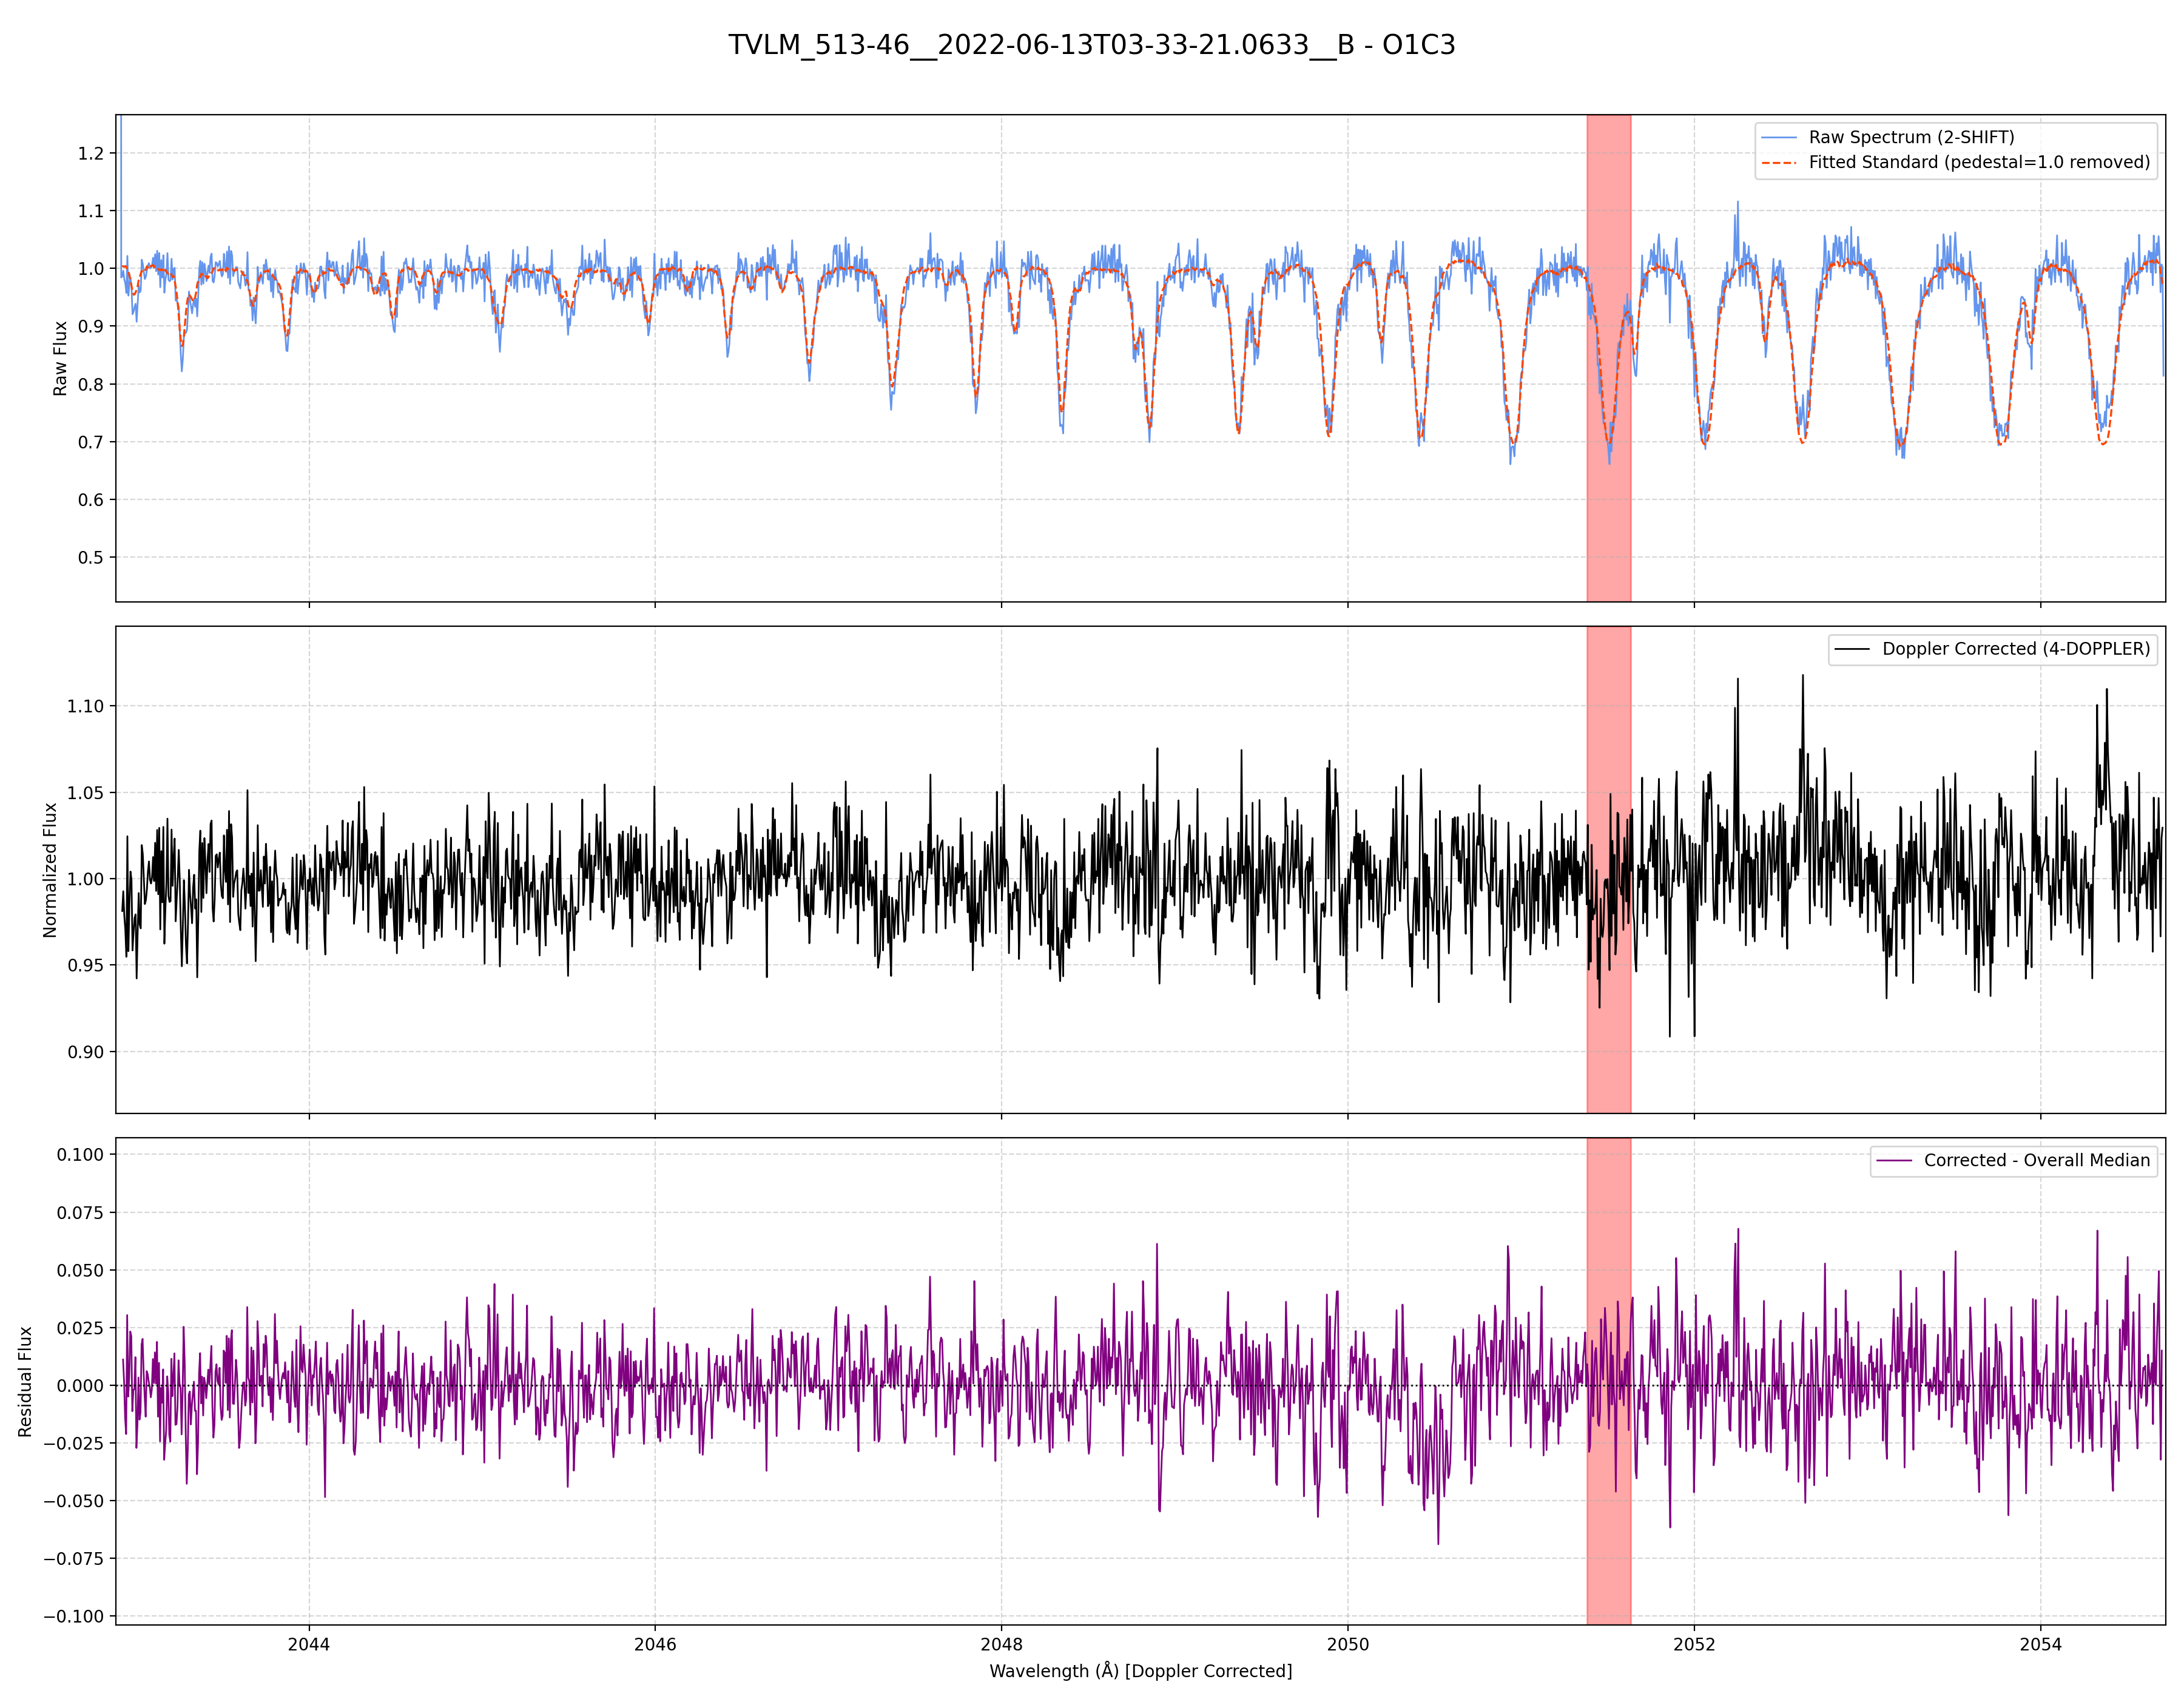 TVLM_513-46__2022-06-13T03-33-21.0633__B - O1C3
Raw Spectrum (2-SHIFT)
Fitted Standard (pedestal=1.0 removed)
1.2
1.1
1.0
0.9
0.8
0.7
0.6
0.5
Raw Flux
Doppler Corrected (4-DOPPLER)
1.10
1.05
1.00
0.95
0.90
Normalized Flux
Corrected - Overall Median
0.100
0.075
0.050
0.025
0.000
−0.025
−0.050
−0.075
−0.100
Residual Flux
2044 2046 2048 2050 2052 2054
Wavelength (Å) [Doppler Corrected]